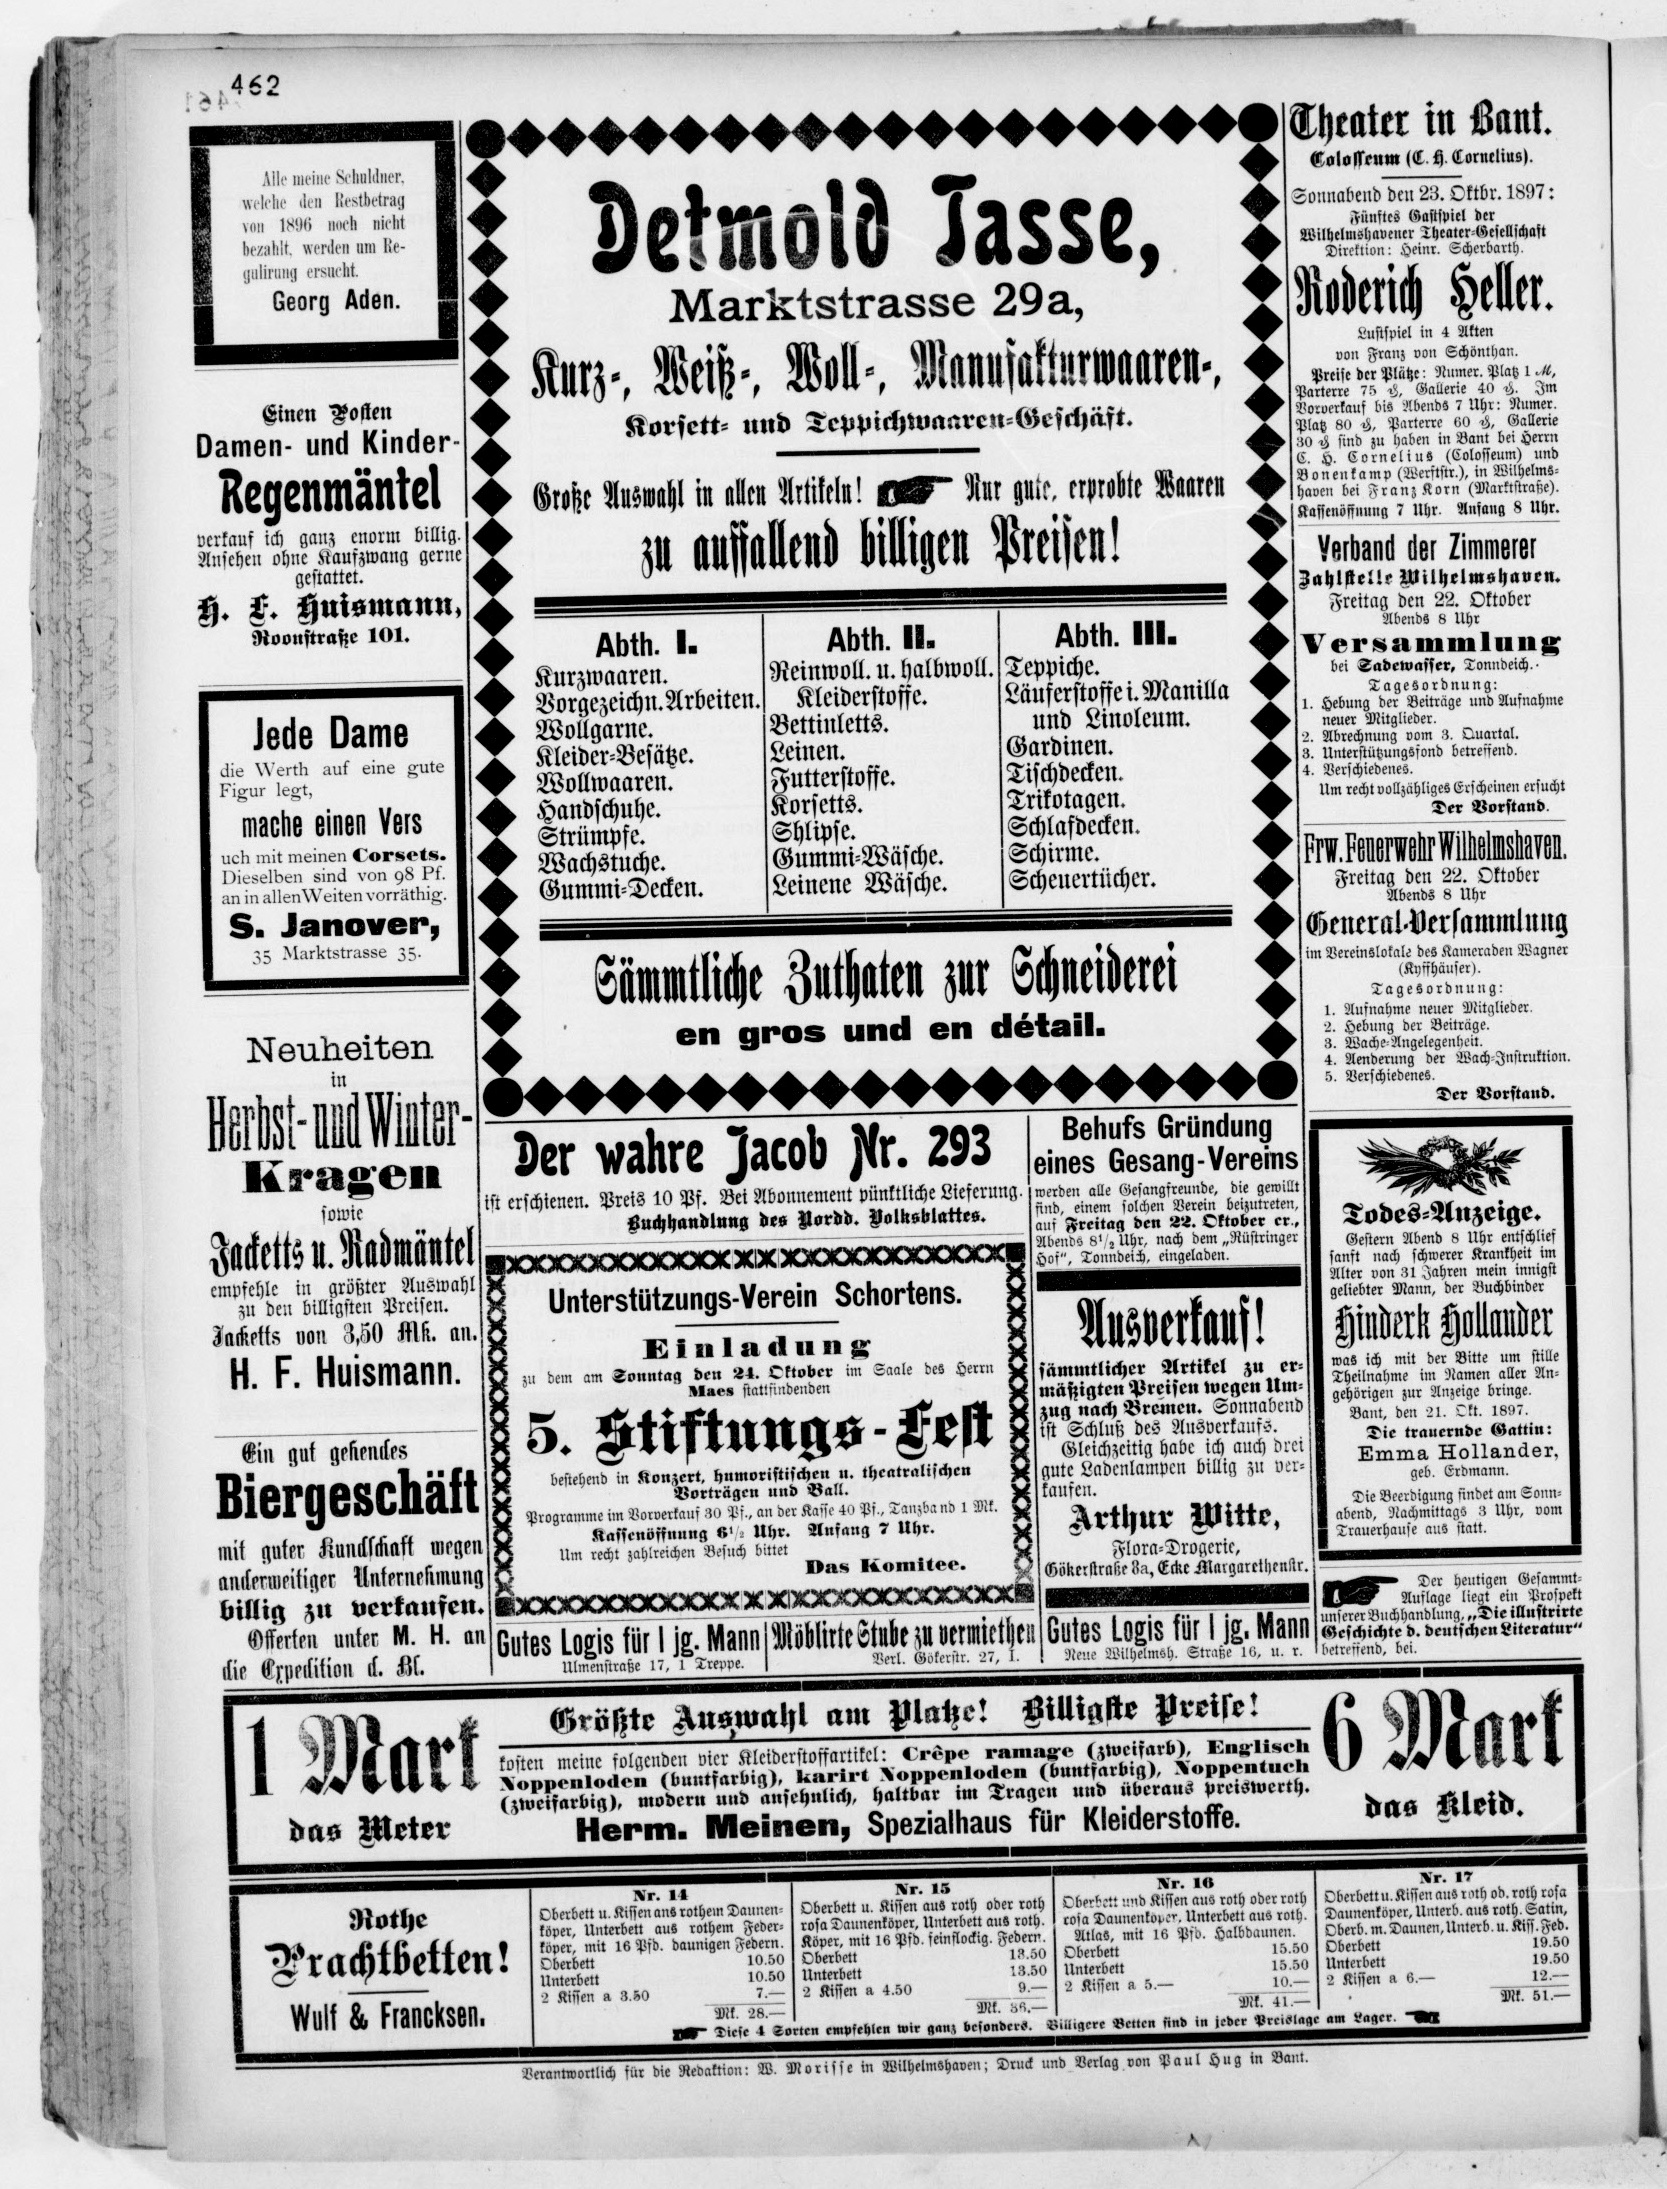 462
Alle meine Schuldner,
welche den Restbetrag
von 1896 noch nicht
bezahlt, werden um Re-
gulirung ersucht.
Georg Aden.
Einen Posten
Damen- und Kinder-
Regenmäntel
verkauf ich ganz enorm billig.
Ansehen ohne Kaufzwang gerne
gestattet.
H. F. Huismann,
Roonstraße 101.
Jede Dame
die Werth auf eine gute
Figur legt,
mache einen Vers
uch mit meinen Corsets.
Dieselben sind von 98 Pf.
an in allen Weiten vorräthig.
S. Janover,
35 Marktstrasse 35.
Neuheiten
in
Herbst- und Winter-
Kragen
sowie
Jacketts u. Radmäntel
empfehle in größter Auswahl
zu den billigsten Preisen.
Jacketts von 3,50 Mk. an.
H. F. Huismann.
Ein gut gehendes
Biergeschäft
mit guter Kundschaft wegen
anderweitiger Unternehmung
billig zu verkaufen.
Offerten unter M. H. an
die Expedition d. Bl.
Detmold Tasse,
Marktstrasse 29a,
Kurz-, Weiß-, Woll-, Manufakturwaaren-,
Korsett- und Teppichwaaren-Geschäft.
Große Auswahl in allen Artikeln! Nur gute, erprobte Waaren
zu auffallend billigen Preisen!
Abth. I.
Kurzwaaren.
Vorgezeichn. Arbeiten.
Wollgarne.
Kleider-Besätze.
Wollwaaren.
Handschuhe.
Strümpfe.
Wachstuche.
Gummi-Decken.
Abth. II.
Reinwoll. u. halbwoll.
Kleiderstoffe.
Bettinletts.
Leinen.
Futterstoffe.
Korsetts.
Shlipse.
Gummi-Wäsche.
Leinene Wäsche.
Abth. III.
Teppiche.
Läuferstoffe i. Manilla
und Linoleum.
Gardinen.
Tischdecken.
Trikotagen.
Schlafdecken.
Schirme.
Scheuertücher.
Sämmtliche Zuthaten zur Schneiderei
en gros und en détail.
Der wahre Jacob Nr. 293
ist erschienen. Preis 10 Pf. Bei Abonnement pünktliche Lieferung.
Buchhandlung des Nordd. Volksblattes.
Unterstützungs-Verein Schortens.
Einladung
zu dem am Sonntag den 24. Oktober im Saale des Herrn
Maes stattfindenden
5. Stiftungs-Fest
bestehend in Konzert, humoristischen u. theatralischen
Vorträgen und Ball.
Programme im Vorverkauf 30 Pf., an der Kasse 40 Pf., Tanzband 1 Mk.
Kassenöffnung 6½ Uhr. Anfang 7 Uhr.
Um recht zahlreichen Besuch bittet
Das Komitee.
Behufs Gründung
eines Gesang-Vereins
werden alle Gesangfreunde, die gewillt
sind, einem solchen Verein beizutreten,
auf Freitag den 22. Oktober cr.,
Abends 8½ Uhr, nach dem „Rüstringer
Hof“, Tonndeich, eingeladen.
Ausverkauf!
sämmtlicher Artikel zu er-
mäßigten Preisen wegen Um-
zug nach Bremen. Sonnabend
ist Schluß des Ausverkaufs.
Gleichzeitig habe ich auch drei
gute Ladenlampen billig zu ver-
kaufen.
Arthur Witte,
Flora-Drogerie,
Gökerstraße 8a, Ecke Margarethenstr.
Gutes Logis für 1 jg. Mann
Ulmenstraße 17, 1 Treppe.
Möblirte Stube zu vermiethen
Verl. Gökerstr. 27, I.
Gutes Logis für 1 jg. Mann
Neue Wilhelmsh. Straße 16, u. r.
Theater in Bant.
Colosseum (C. H. Cornelius).
Sonnabend den 23. Oktbr. 1897:
Fünftes Gastspiel der
Wilhelmshavener Theater-Gesellschaft
Direktion: Heinr. Scherbarth.
Roderich Heller.
Lustspiel in 4 Akten
von Franz von Schönthan.
Preise der Plätze: Numer. Platz 1 M,
Parterre 75 ₰, Gallerie 40 ₰. Im
Vorverkauf bis Abends 7 Uhr: Numer.
Platz 80 ₰, Parterre 60 ₰, Gallerie
30 ₰ sind zu haben in Bant bei Herrn
C. H. Cornelius (Colosseum) und
Bonenkamp (Werftstr.), in Wilhelms-
haven bei Franz Korn (Marktstraße).
Kassenöffnung 7 Uhr. Anfang 8 Uhr.
Verband der Zimmerer
Zahlstelle Wilhelmshaven.
Freitag den 22. Oktober
Abends 8 Uhr
Versammlung
bei Sadewasser, Tonndeich.
Tagesordnung:
1. Hebung der Beiträge und Aufnahme
neuer Mitglieder.
2. Abrechnung vom 3. Quartal.
3. Unterstützungsfond betreffend.
4. Verschiedenes.
Um recht vollzähliges Erscheinen ersucht
Der Vorstand.
Frw. Feuerwehr Wilhelmshaven.
Freitag den 22. Oktober
Abends 8 Uhr
General-Versammlung
im Vereinslokale des Kameraden Wagner
(Kyffhäuser).
Tagesordnung:
1. Aufnahme neuer Mitglieder.
2. Hebung der Beiträge.
3. Wache-Angelegenheit.
4. Aenderung der Wach-Instruktion.
5. Verschiedenes.
Der Vorstand.
Todes-Anzeige.
Gestern Abend 8 Uhr entschlief
sanft nach schwerer Krankheit im
Alter von 31 Jahren mein innigst
geliebter Mann, der Buchbinder
Hinderk Hollander
was ich mit der Bitte um stille
Theilnahme im Namen aller An-
gehörigen zur Anzeige bringe.
Bant, den 21. Okt. 1897.
Die trauernde Gattin:
Emma Hollander,
geb. Erdmann.
Die Beerdigung findet am Sonn-
abend, Nachmittags 3 Uhr, vom
Trauerhause aus statt.
Der heutigen Gesammt-
Auflage liegt ein Prospekt
unserer Buchhandlung, „Die illustrirte
Geschichte d. deutschen Literatur“
betreffend, bei.
1 Mark
das Meter
Größte Auswahl am Platze! Billigste Preise!
kosten meine folgenden vier Kleiderstoffartikel: Crêpe ramage (zweifarb), Englisch
Noppenloden (buntfarbig), karirt Noppenloden (buntfarbig), Noppentuch
(zweifarbig), modern und ansehnlich, haltbar im Tragen und überaus preiswerth.
Herm. Meinen, Spezialhaus für Kleiderstoffe.
6 Mark
das Kleid.
Rothe
Prachtbetten!
Wulf & Francksen.
Nr. 14
Oberbett u. Kissen aus rothem Daunen-
köper, Unterbett aus rothem Feder-
köper, mit 16 Pfd. daunigen Federn.
Oberbett 10.50
Unterbett 10.50
2 Kissen a 3.50 7.—
Mk. 28.—
Nr. 15
Oberbett u. Kissen aus roth oder roth
rosa Daunenköper, Unterbett aus roth.
Köper, mit 16 Pfd. feinflockig. Federn.
Oberbett 13.50
Unterbett 13.50
2 Kissen a 4.50 9.—
Mk. 36.—
Nr. 16
Oberbett und Kissen aus roth oder roth
rosa Daunenköper, Unterbett aus roth.
Atlas, mit 16 Pfd. Halbdaunen.
Oberbett 15.50
Unterbett 15.50
2 Kissen a 5.— 10.—
Mk. 41.—
Nr. 17
Oberbett u. Kissen aus roth ob. roth rosa
Daunenköper, Unterb. aus roth. Satin,
Oberb. m. Daunen, Unterb. u. Kiss. Fed.
Oberbett 19.50
Unterbett 19.50
2 Kissen a 6.— 12.—
Mk. 51.—
Diese 4 Sorten empfehlen wir ganz besonders. Billigere Betten sind in jeder Preislage am Lager.
Verantwortlich für die Redaktion: W. Morisse in Wilhelmshaven; Druck und Verlag von Paul Hug in Bant.